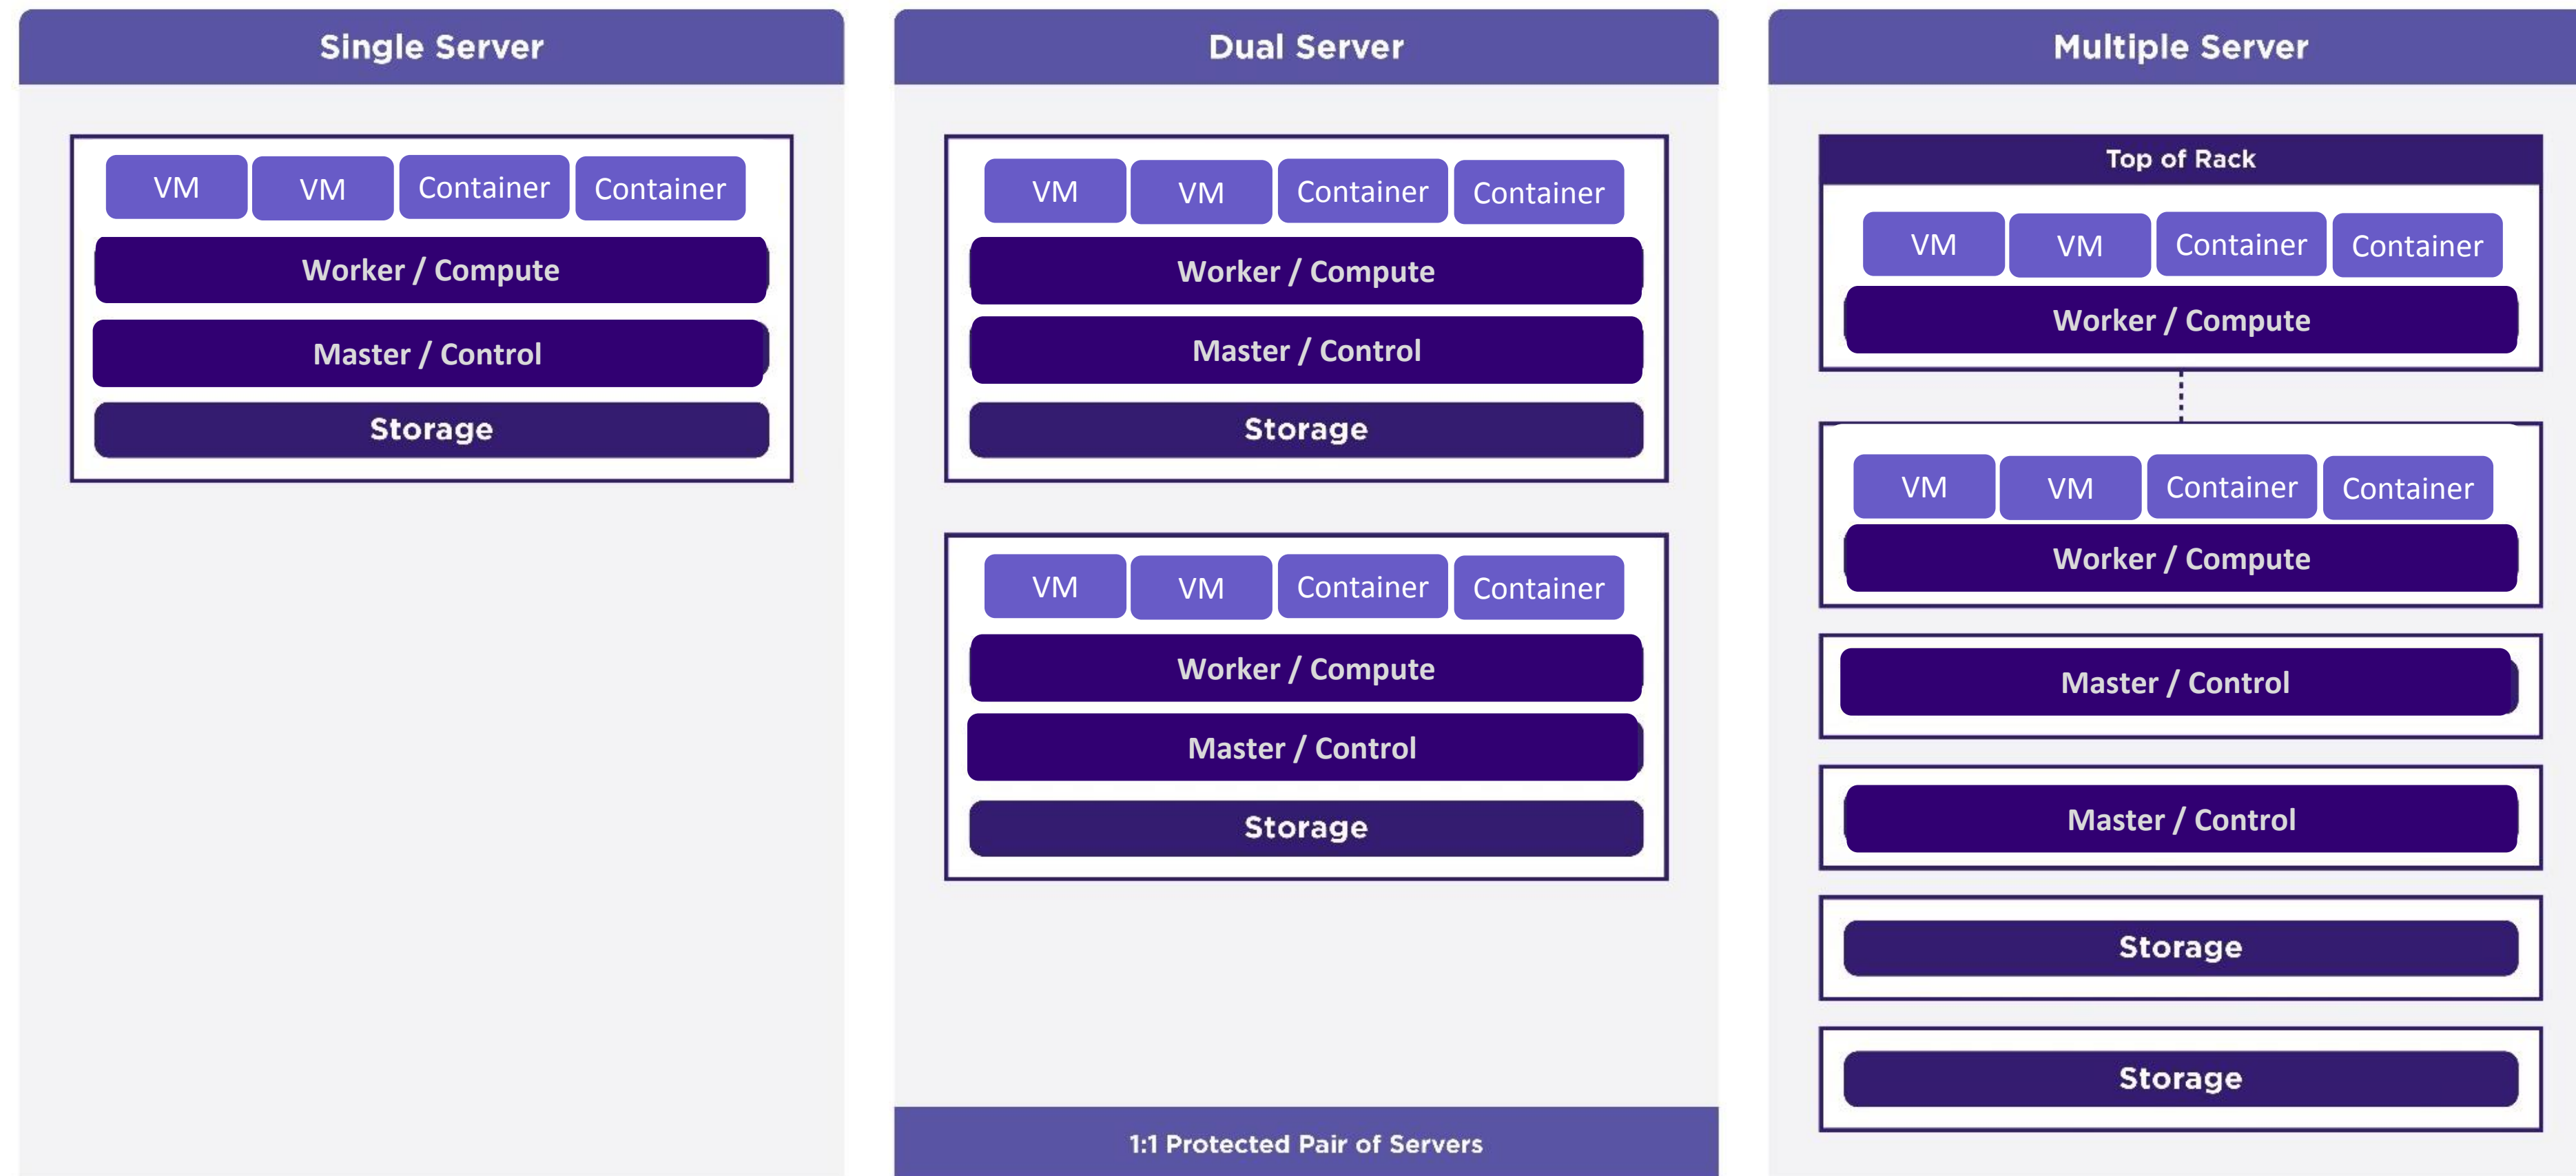 Single Server
VM VM Container Container
Worker / Compute
Master / Control
Storage
Dual Server
VM VM Container Container
Worker / Compute
Master / Control
Storage
VM VM Container Container
Worker / Compute
Master / Control
Storage
1:1 Protected Pair of Servers
Multiple Server
Top of Rack
VM VM Container Container
Worker / Compute
VM VM Container Container
Worker / Compute
Master / Control
Master / Control
Storage
Storage